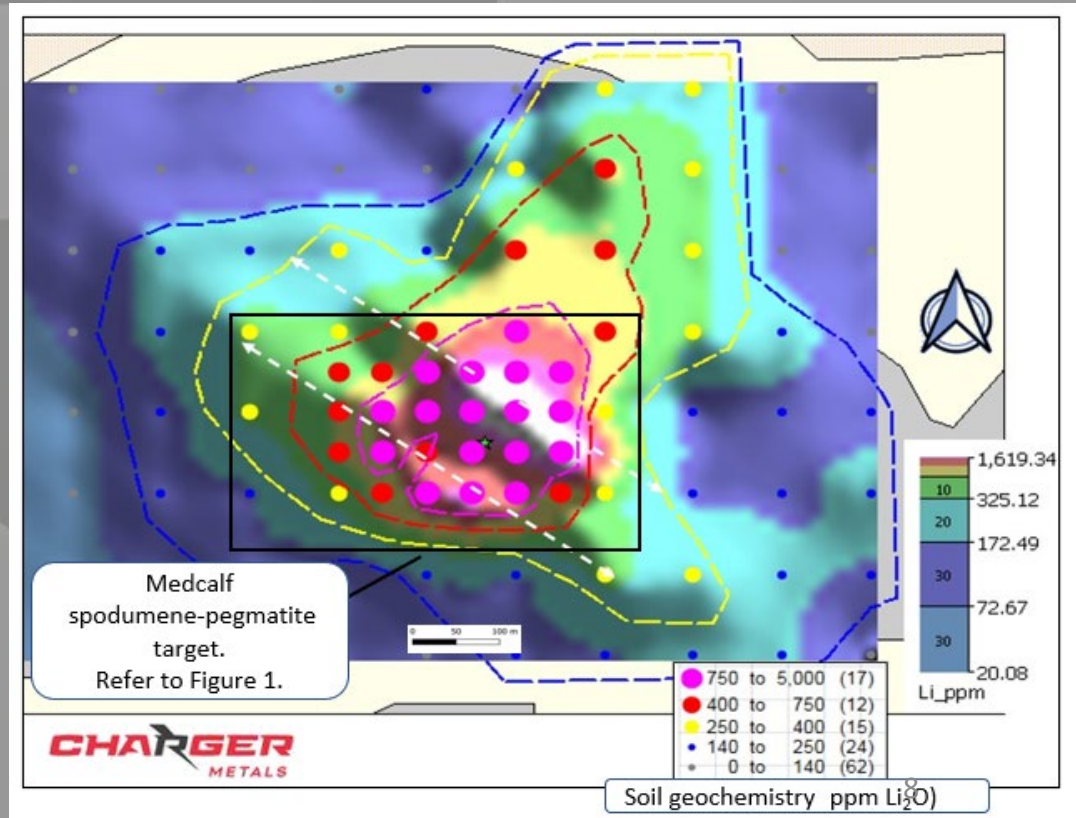 1,619.34
10
325.12
20
172.49
30
72.67
30
20.08
Li_ppm
Medcalf
spodumene-pegmatite
target.
Refer to Figure 1.
0 50 100 m
750 to 5,000 (17)
400 to 750 (12)
250 to 400 (15)
140 to 250 (24)
0 to 140 (62)
CHARGER
METALS
Soil geochemistry ppm Li₂O)